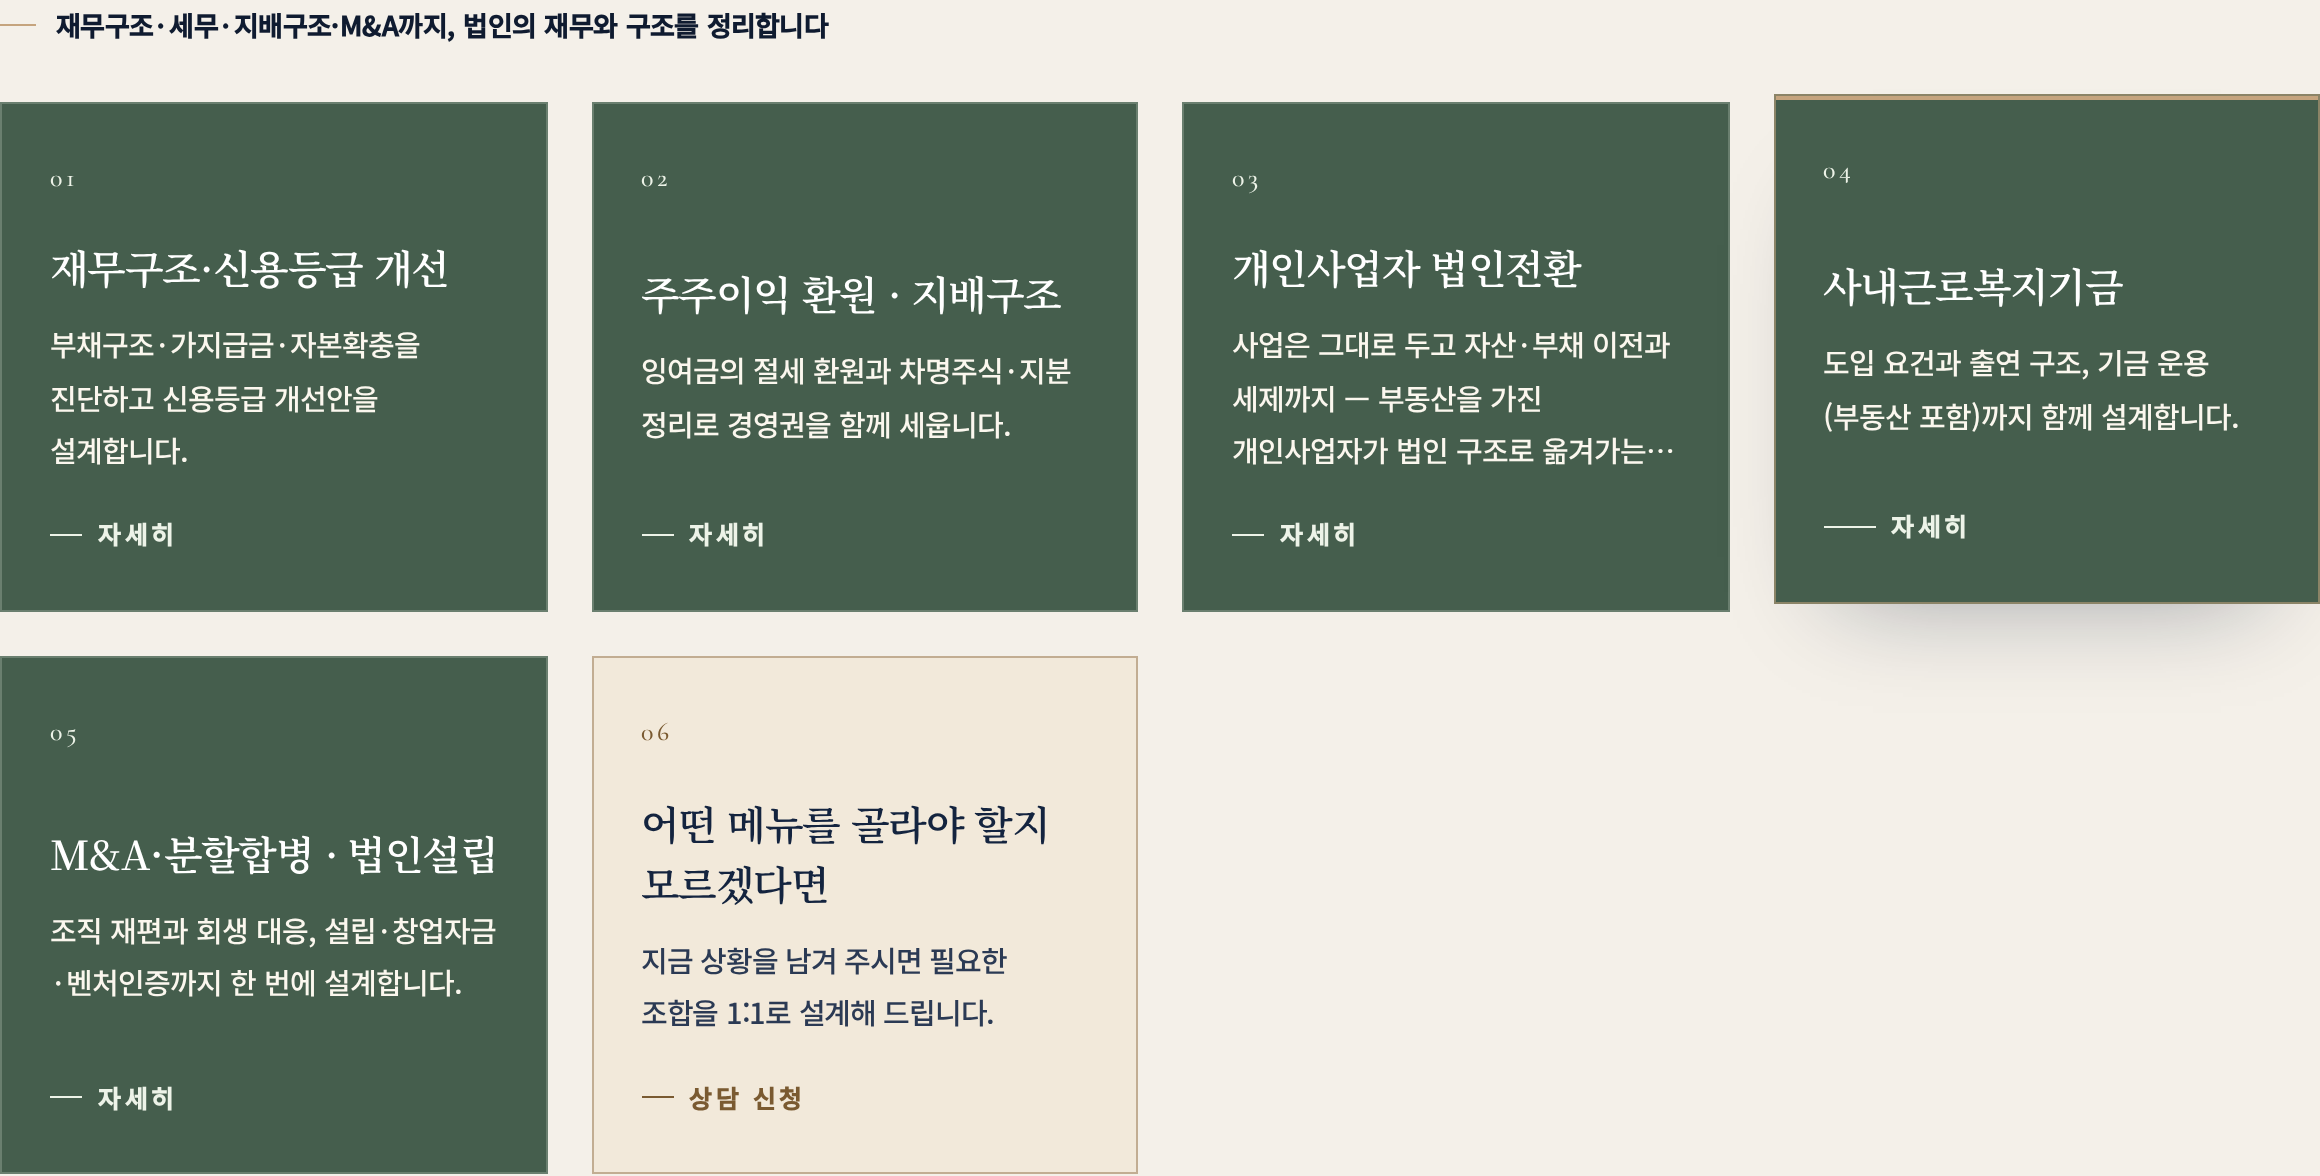 재무구조·세무·지배구조·M&A까지, 법인의 재무와 구조를 정리합니다
01
재무구조·신용등급 개선
부채구조·가지급금·자본확충을
진단하고 신용등급 개선안을
설계합니다.
자세히
02
주주이익 환원 · 지배구조
잉여금의 절세 환원과 차명주식·지분
정리로 경영권을 함께 세웁니다.
자세히
03
개인사업자 법인전환
사업은 그대로 두고 자산·부채 이전과
세제까지 — 부동산을 가진
개인사업자가 법인 구조로 옮겨가는…
자세히
04
사내근로복지기금
도입 요건과 출연 구조, 기금 운용
(부동산 포함)까지 함께 설계합니다.
자세히
05
M&A·분할합병 · 법인설립
조직 재편과 회생 대응, 설립·창업자금
·벤처인증까지 한 번에 설계합니다.
자세히
06
어떤 메뉴를 골라야 할지
모르겠다면
지금 상황을 남겨 주시면 필요한
조합을 1:1로 설계해 드립니다.
상담 신청